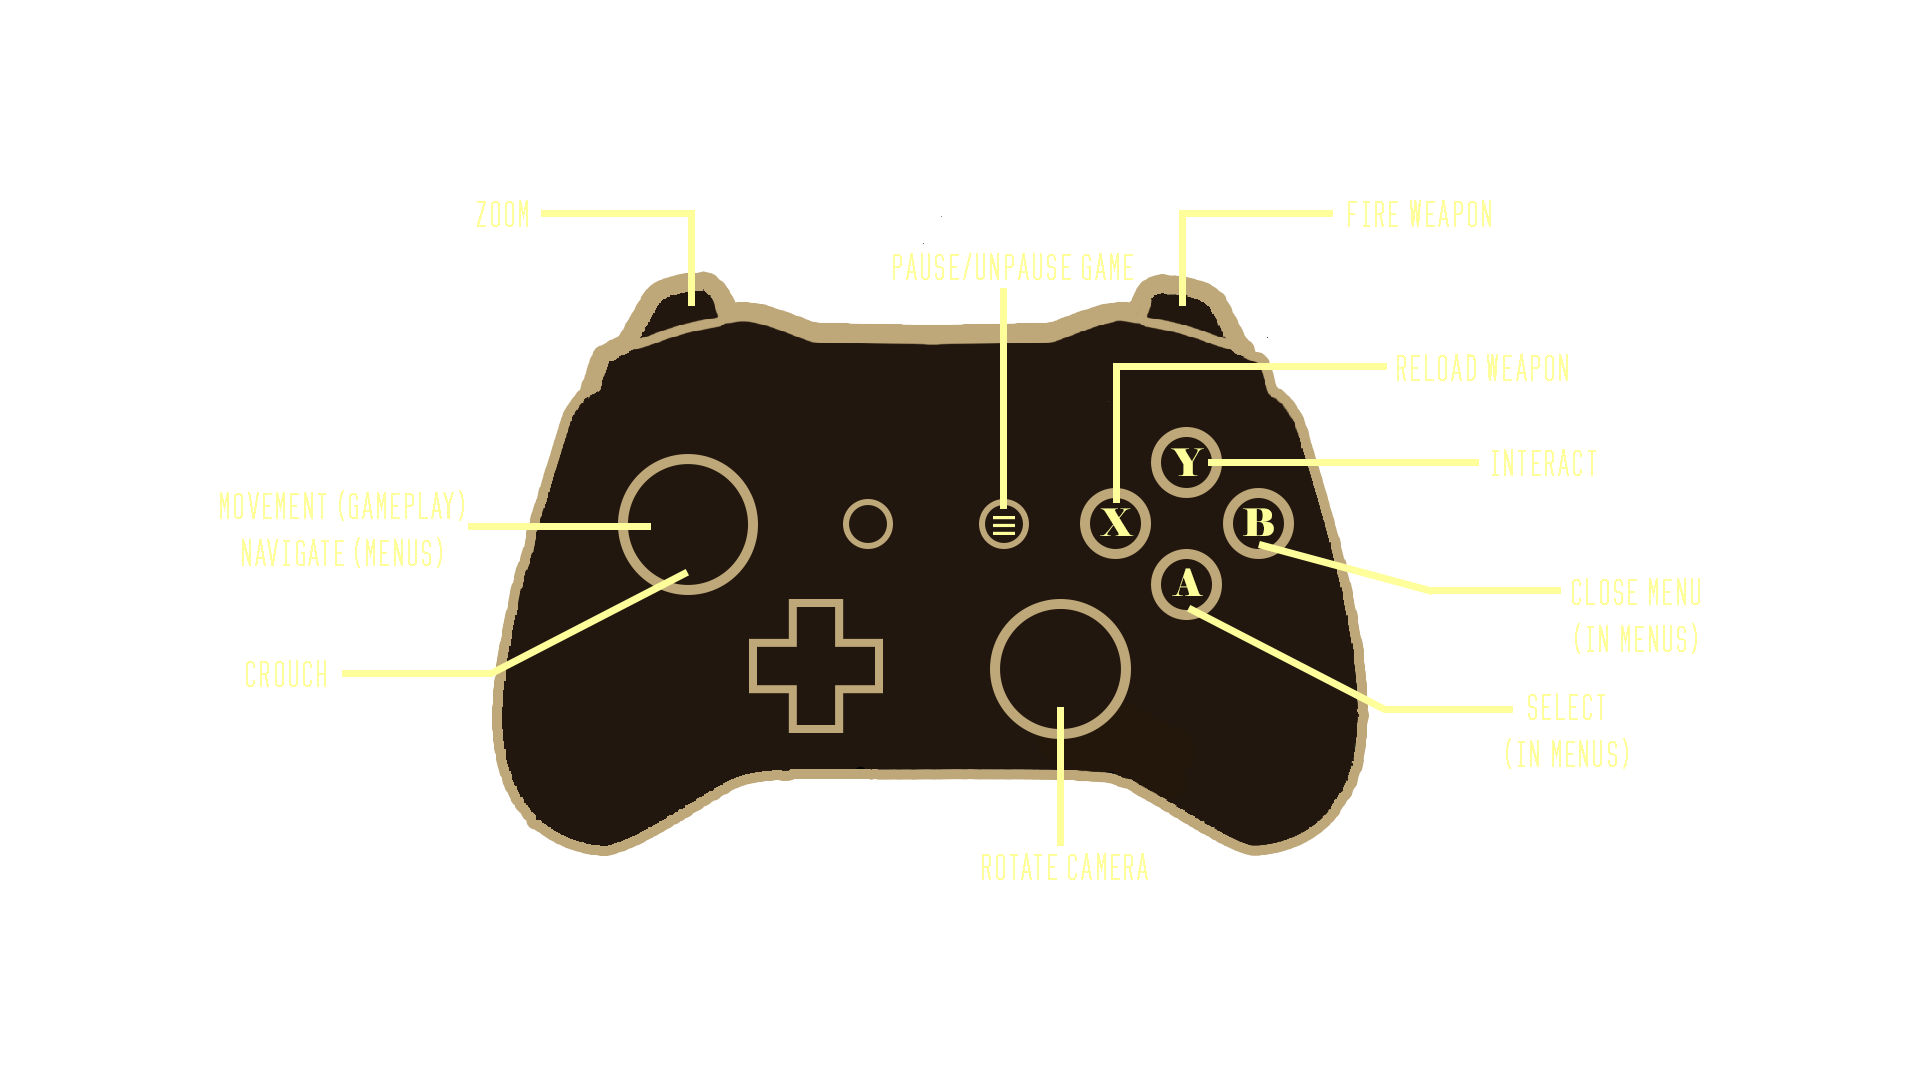 ZOOM
FIRE WEAPON
PAUSE/UNPAUSE GAME
RELOAD WEAPON
Y
INTERACT
MOVEMENT (GAMEPLAY)
NAVIGATE (MENUS)
X
B
A
CLOSE MENU
(IN MENUS)
CROUCH
SELECT
(IN MENUS)
ROTATE CAMERA